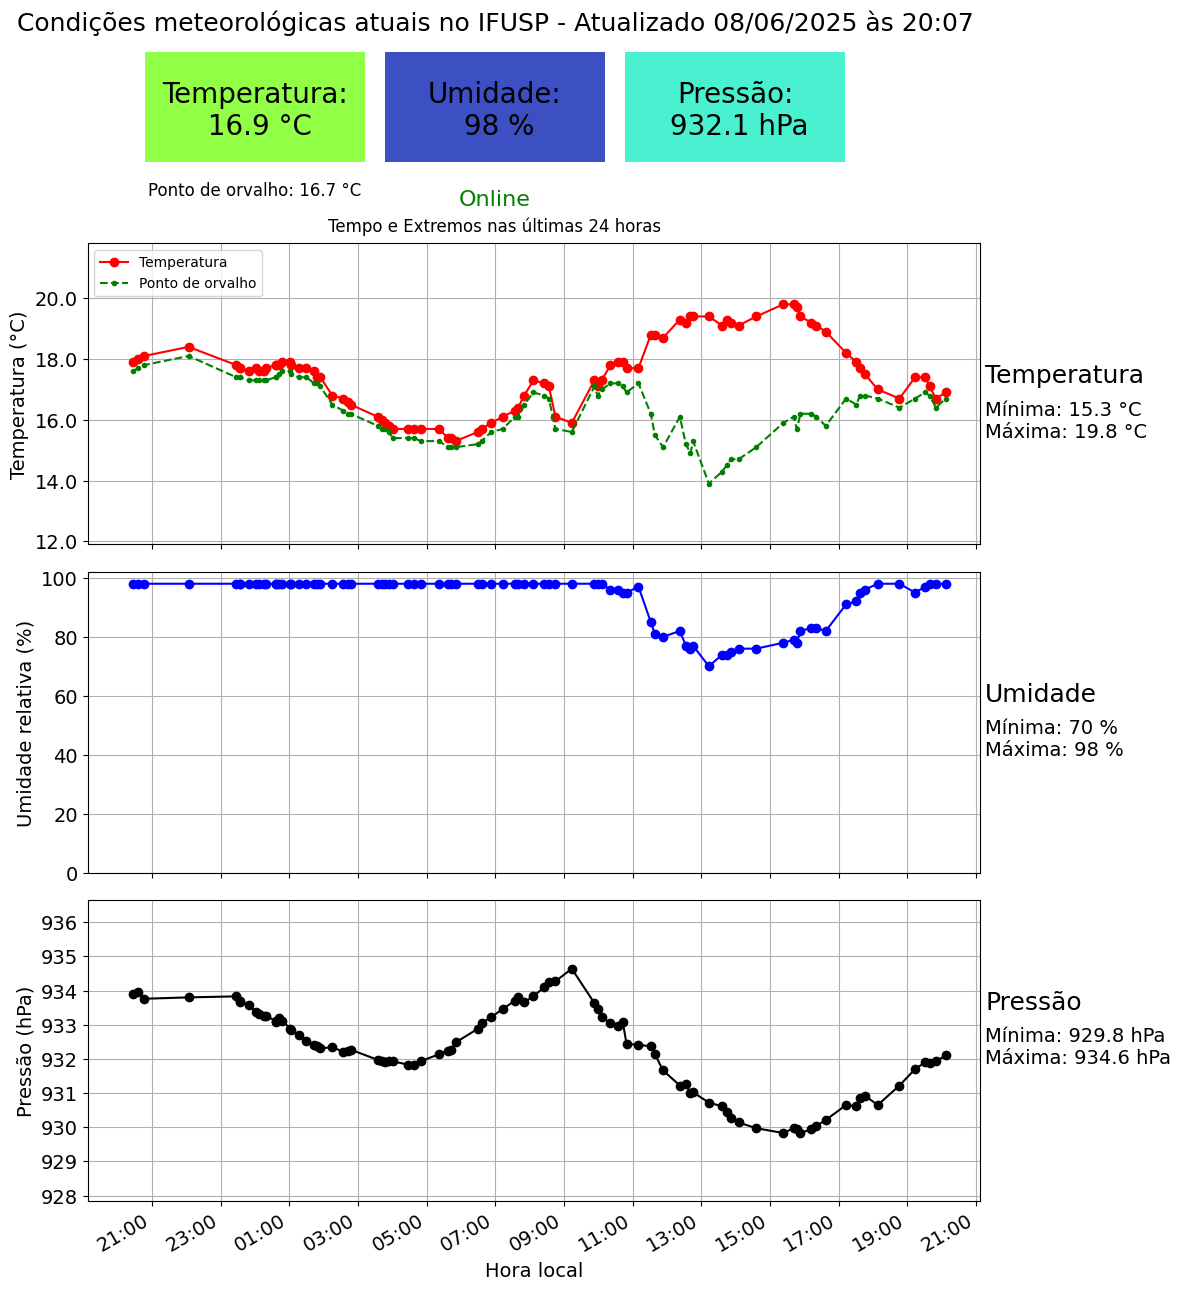 Condições meteorológicas atuais no IFUSP - Atualizado 08/06/2025 às 20:07
Temperatura:
16.9 °C
Umidade:
98 %
Pressão:
932.1 hPa
Ponto de orvalho: 16.7 °C
Online
Tempo e Extremos nas últimas 24 horas
Temperatura
Ponto de orvalho
Temperatura (°C)
20.0
18.0
16.0
14.0
12.0
Temperatura
Mínima: 15.3 °C
Máxima: 19.8 °C
Umidade relativa (%)
100
80
60
40
20
0
Umidade
Mínima: 70 %
Máxima: 98 %
Pressão (hPa)
936
935
934
933
932
931
930
929
928
Pressão
Mínima: 929.8 hPa
Máxima: 934.6 hPa
21:00
23:00
01:00
03:00
05:00
07:00
09:00
11:00
13:00
15:00
17:00
19:00
21:00
Hora local